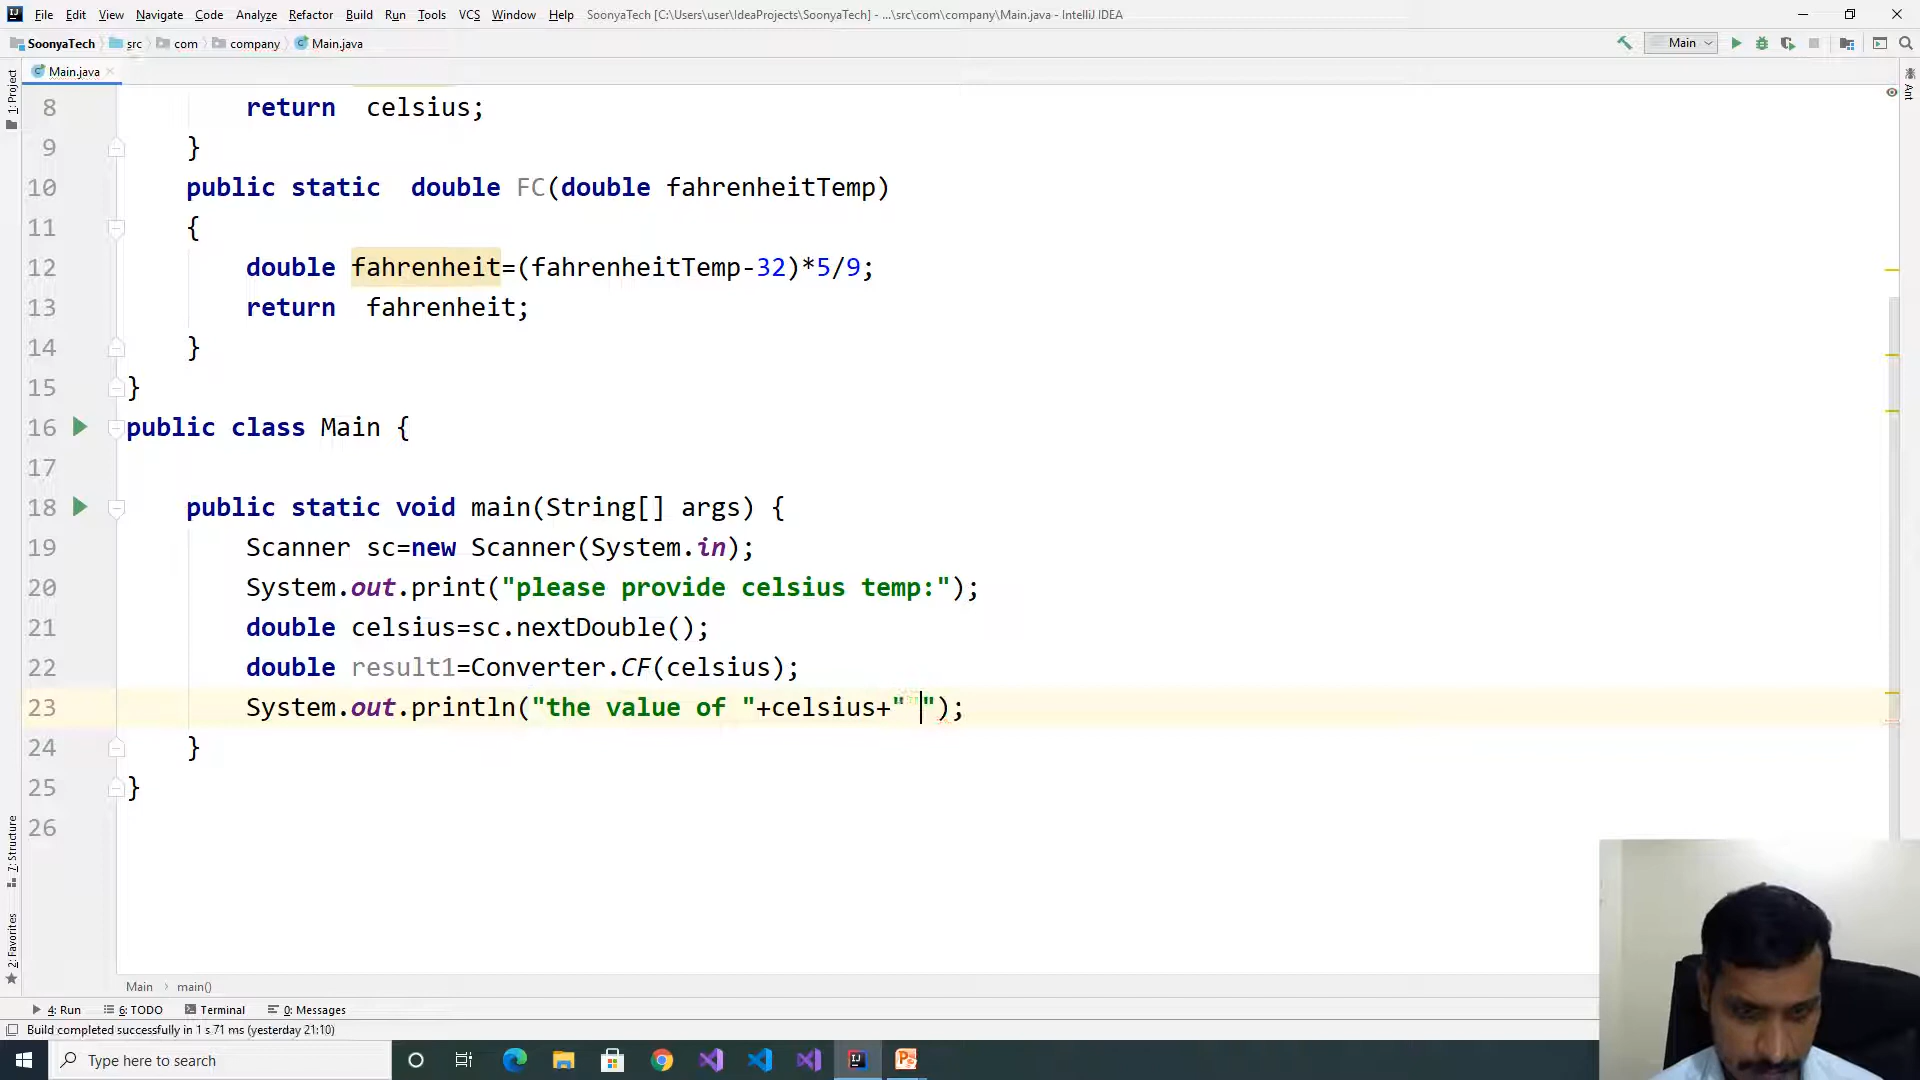 File Edit View Navigate Code Analyze Refactor Build Run Tools VCS Window Help SoonyaTech [C:\Users\user\IdeaProjects\SoonyaTech] - ...\src\com\company\Main.java - IntelliJ IDEA
SoonyaTech src com company Main.java Main
Main.java
1: Project
Ant
8 return  celsius;
9 }
10 public static  double FC(double fahrenheitTemp)
11 {
12 double fahrenheit=(fahrenheitTemp-32)*5/9;
13 return  fahrenheit;
14 }
15 }
16 public class Main {
17
18 public static void main(String[] args) {
19 Scanner sc=new Scanner(System.in);
20 System.out.print("please provide celsius temp:");
21 double celsius=sc.nextDouble();
22 double result1=Converter.CF(celsius);
23 System.out.println("the value of "+celsius+" ");
24 }
25 }
26
7: Structure
2: Favorites
Main > main()
4: Run 6: TODO Terminal 0: Messages
Build completed successfully in 1 s 71 ms (yesterday 21:10)
Type here to search